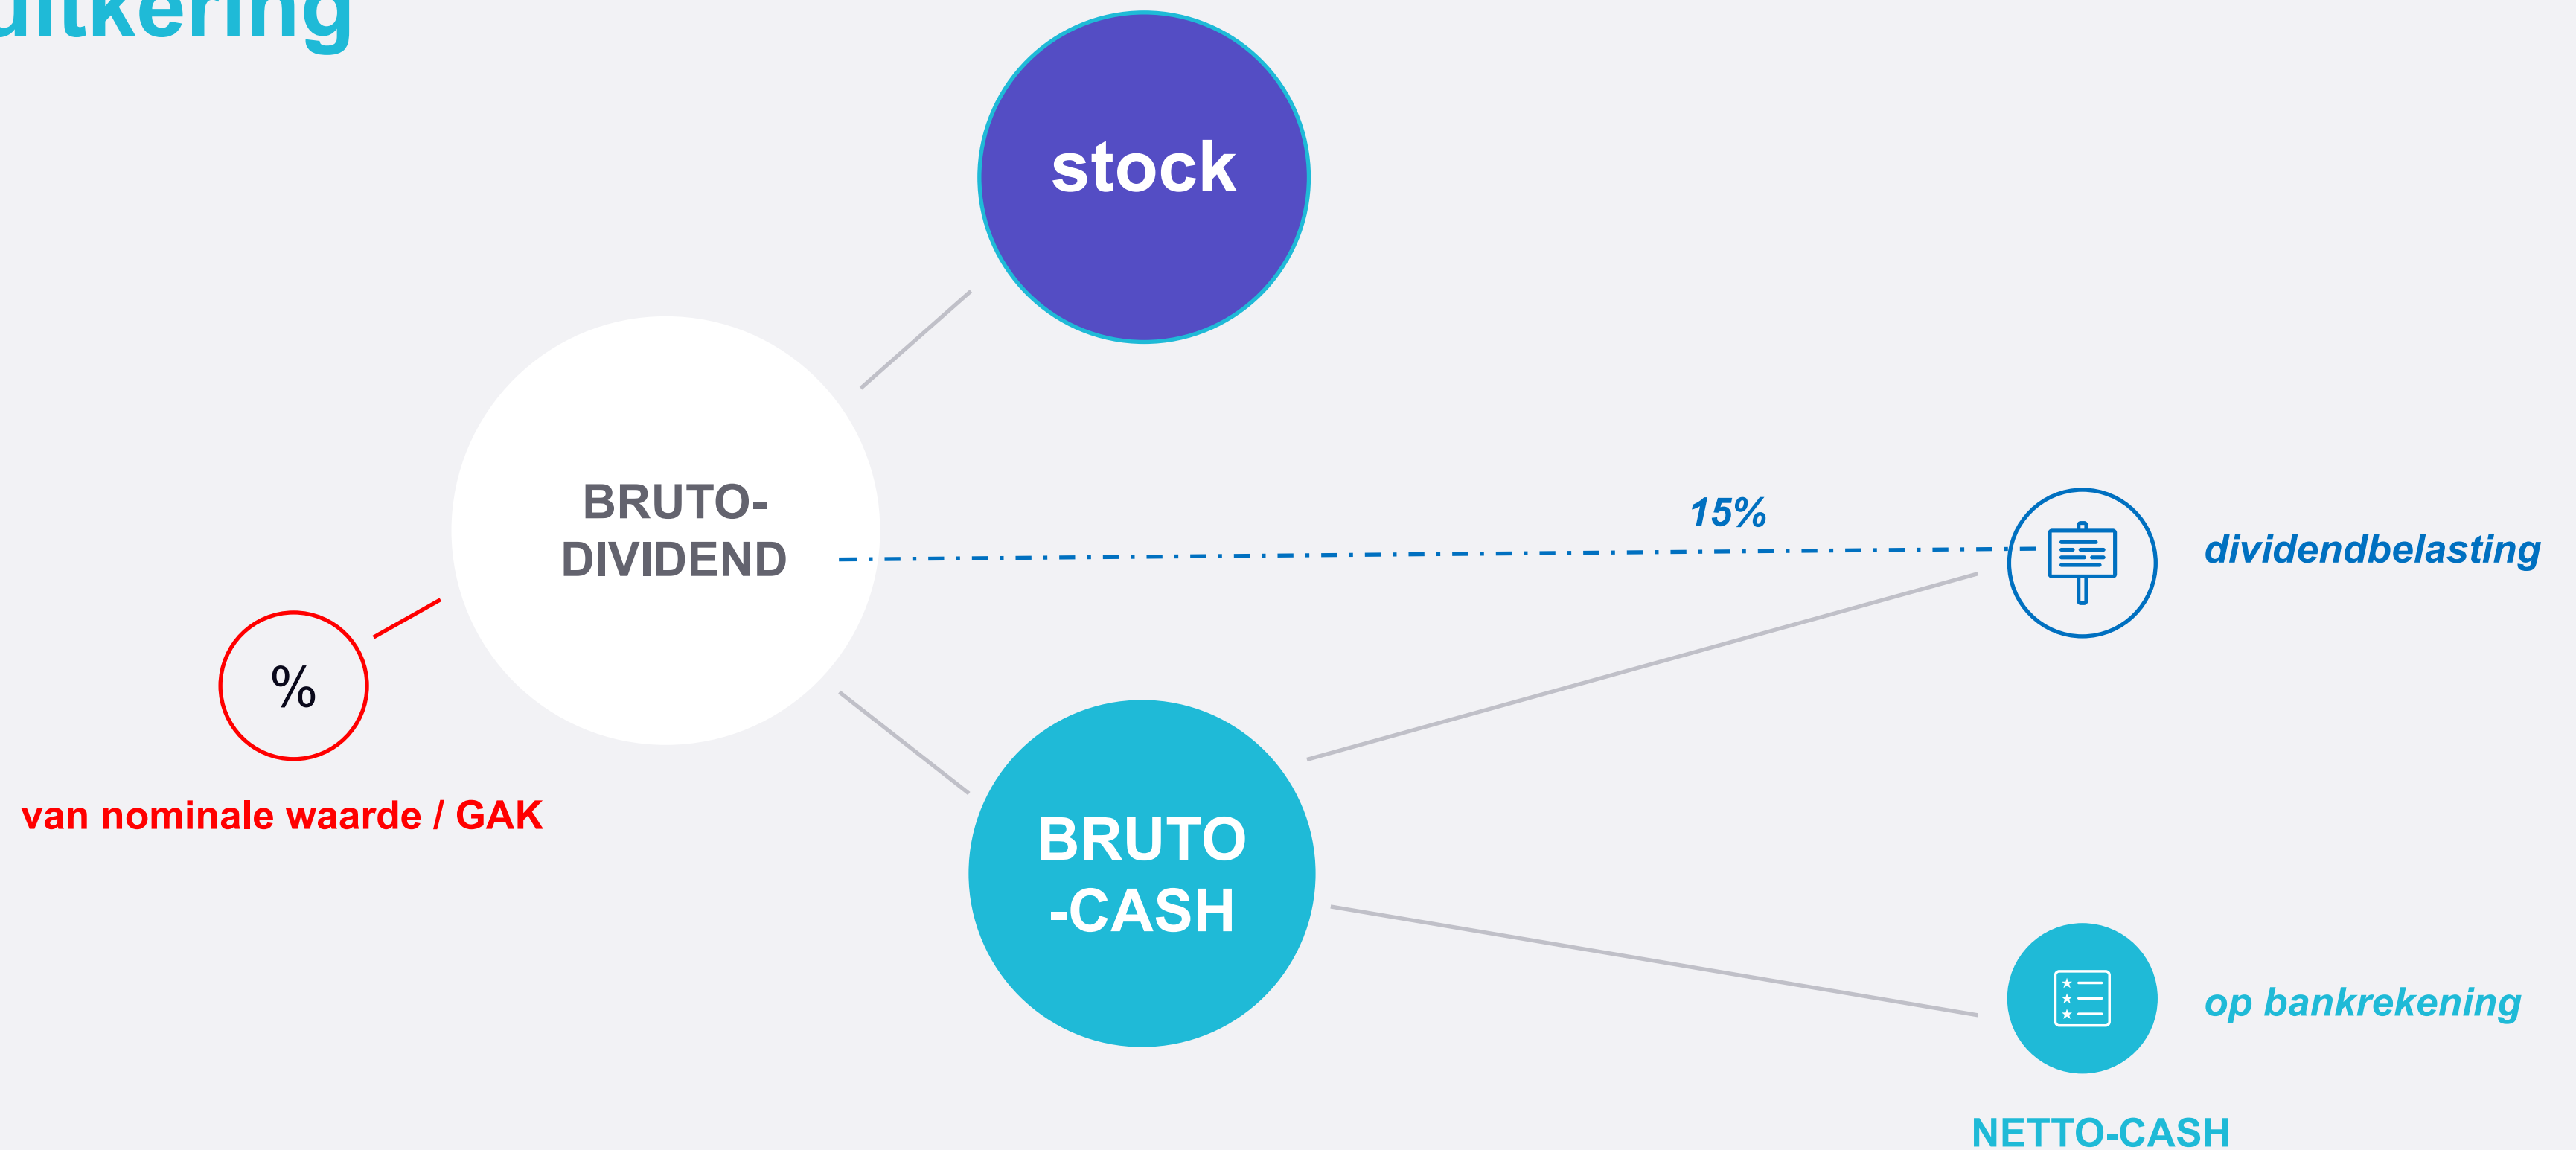 uitkering
stock
BRUTO-
DIVIDEND
15%
dividendbelasting
%
van nominale waarde / GAK
BRUTO
-CASH
op bankrekening
NETTO-CASH